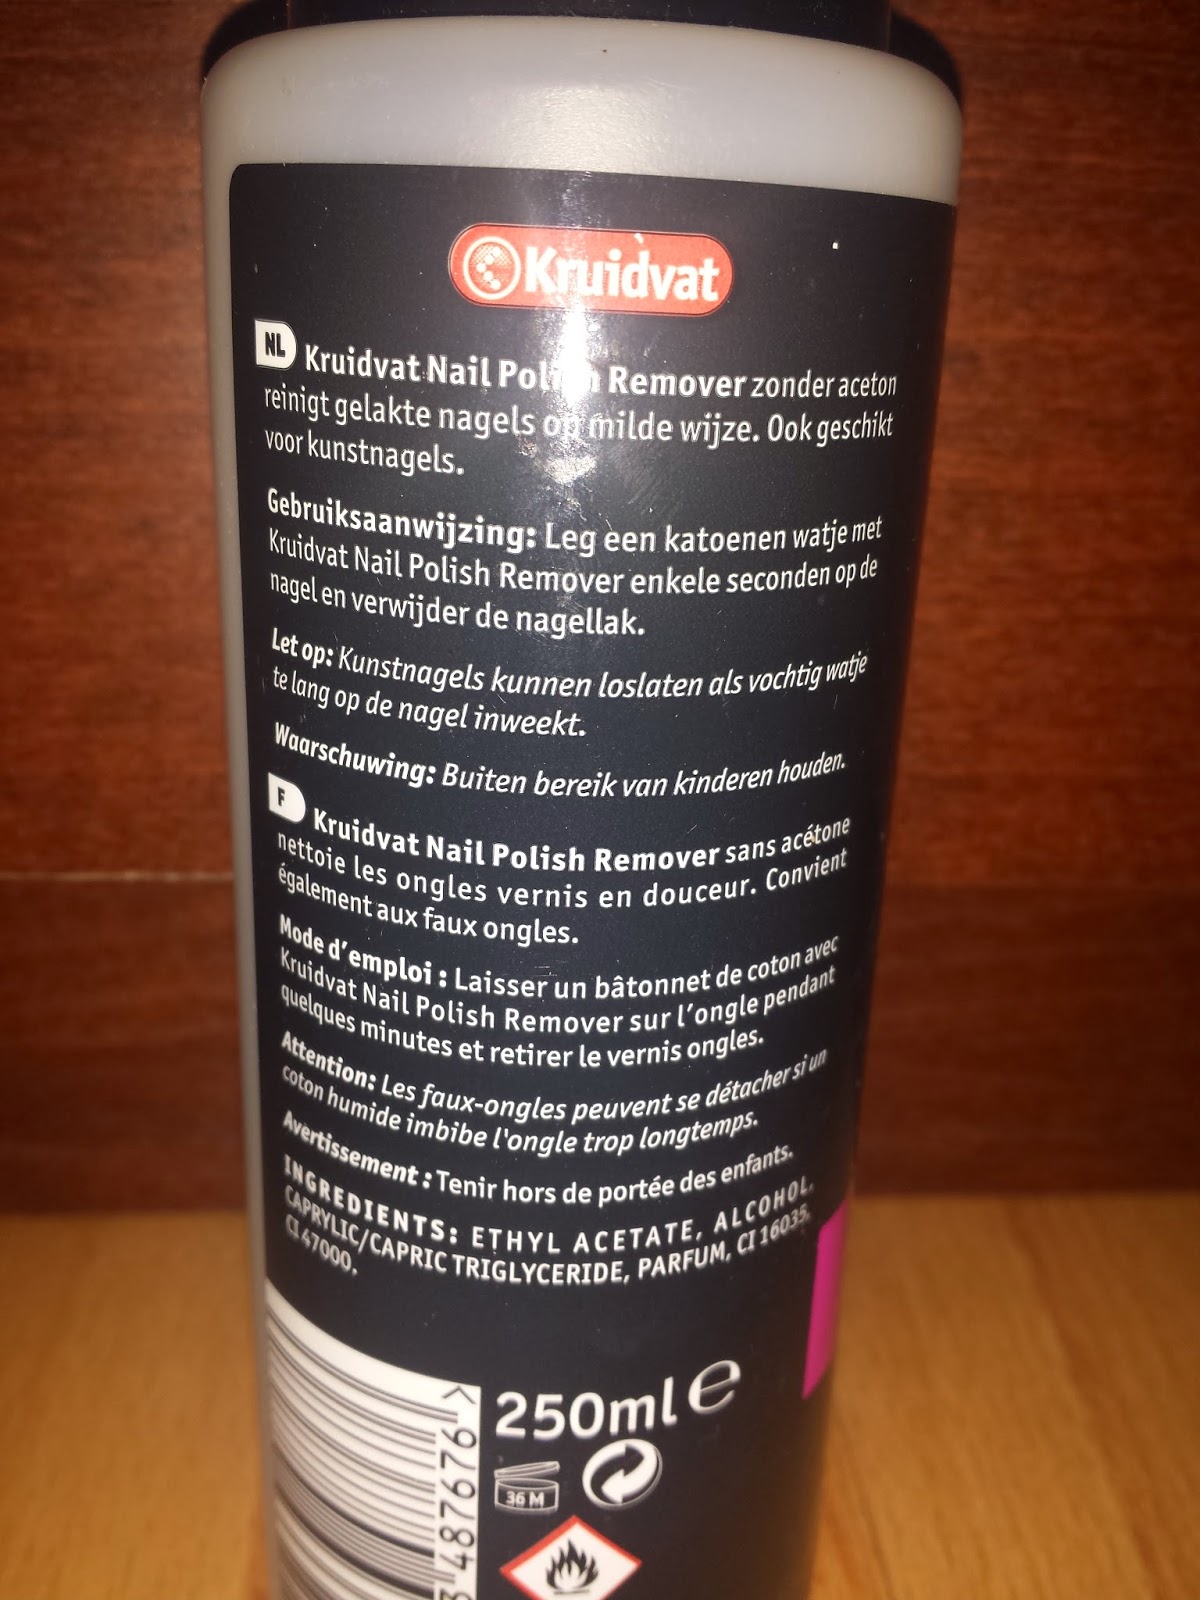 Kruidvat
NL Kruidvat Nail Polish Remover zonder aceton
reinigt gelakte nagels op milde wijze. Ook geschikt
voor kunstnagels.
Gebruiksaanwijzing: Leg een katoenen watje met
Kruidvat Nail Polish Remover enkele seconden op de
nagel en verwijder de nagellak.
Let op: Kunstnagels kunnen loslaten als vochtig watje
te lang op de nagel inweekt.
Waarschuwing: Buiten bereik van kinderen houden.
F Kruidvat Nail Polish Remover sans acétone
nettoie les ongles vernis en douceur. Convient
également aux faux ongles.
Mode d'emploi : Laisser un bâtonnet de coton avec
Kruidvat Nail Polish Remover sur l'ongle pendant
quelques minutes et retirer le vernis ongles.
Attention: Les faux-ongles peuvent se détacher si un
coton humide imbibe l'ongle trop longtemps.
Avertissement : Tenir hors de portée des enfants.
INGREDIENTS: ETHYL ACETATE, ALCOHOL,
CAPRYLIC/CAPRIC TRIGLYCERIDE, PARFUM, CI 16035,
CI 47000.
250ml e
36 M
487676 >